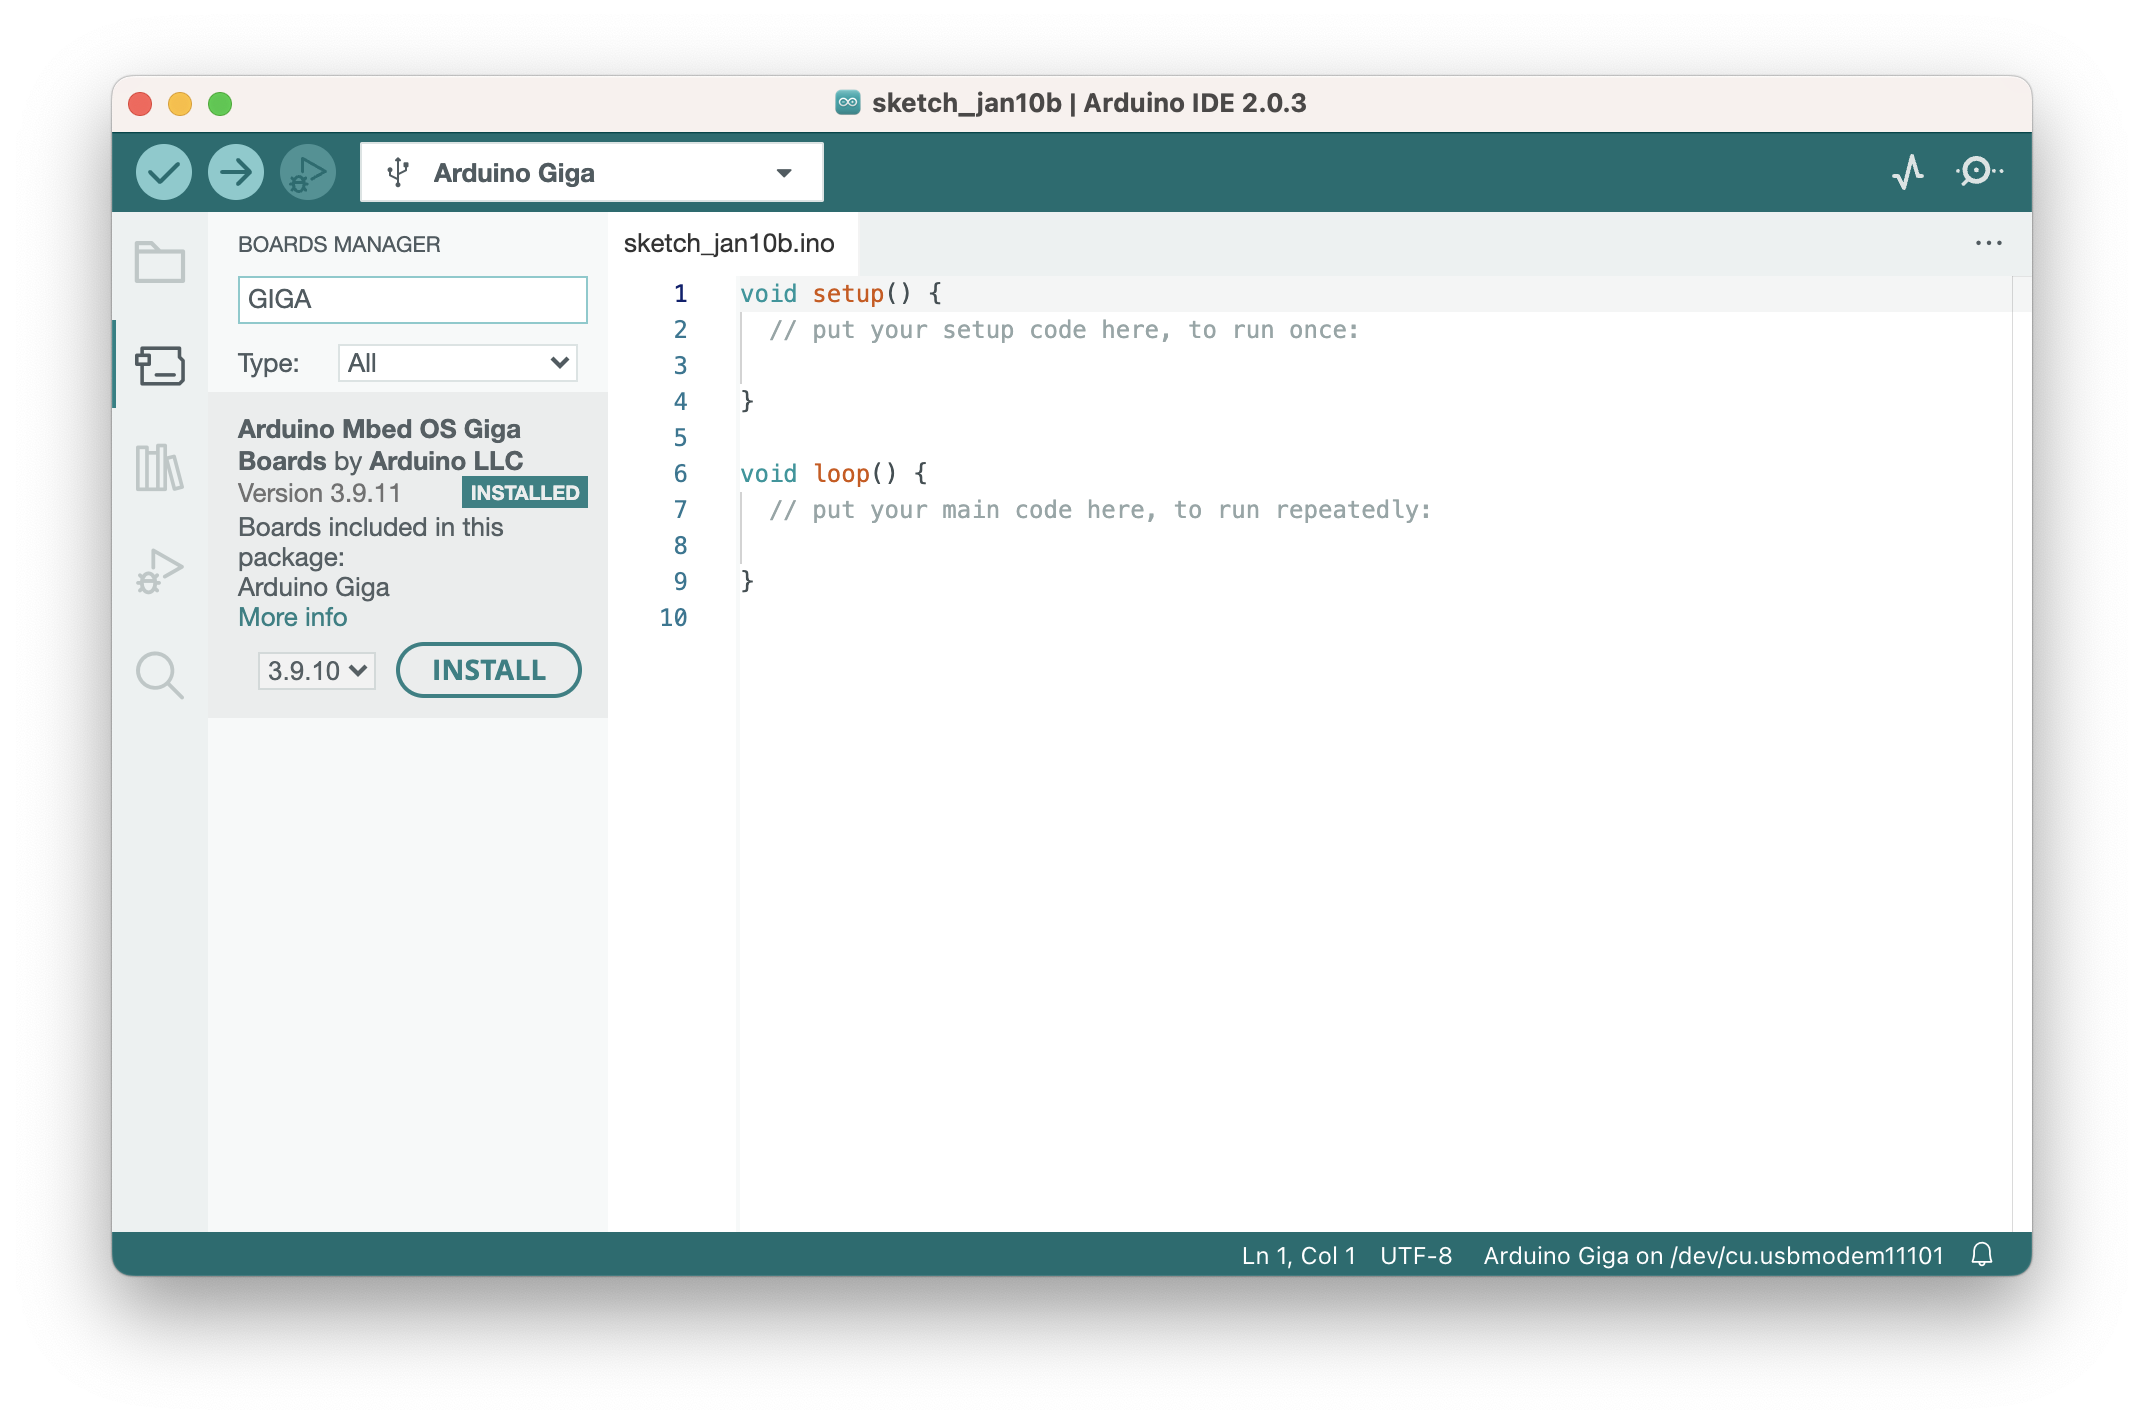 sketch_jan10b | Arduino IDE 2.0.3
Arduino Giga
BOARDS MANAGER
GIGA
Type: All
Arduino Mbed OS Giga
Boards by Arduino LLC
Version 3.9.11 INSTALLED
Boards included in this
package:
Arduino Giga
More info
3.9.10 INSTALL
sketch_jan10b.ino
1 void setup() {
2 // put your setup code here, to run once:
3
4 }
5
6 void loop() {
7 // put your main code here, to run repeatedly:
8
9 }
10
Ln 1, Col 1 UTF-8 Arduino Giga on /dev/cu.usbmodem11101